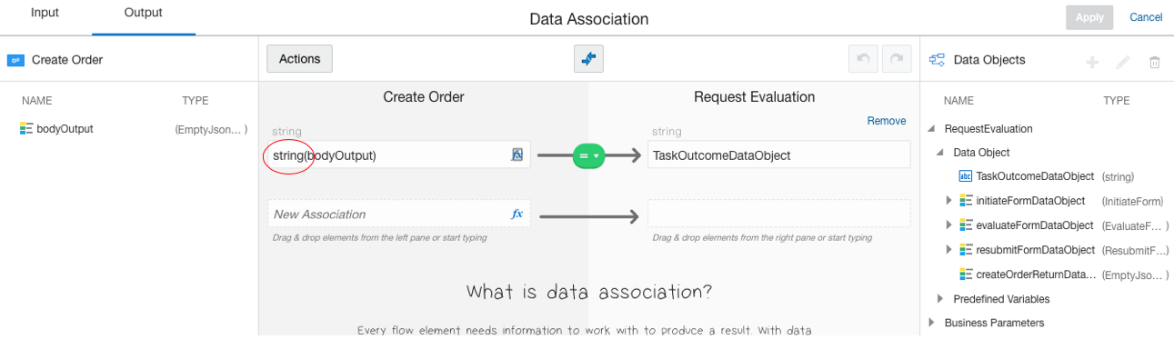 Input Output Data Association Apply Cancel
Create Order Actions Data Objects
NAME TYPE Create Order Request Evaluation NAME TYPE
bodyOutput (EmptyJson... ) string string Remove RequestEvaluation
string(bodyOutput) fx = TaskOutcomeDataObject Data Object
abc TaskOutcomeDataObject (string)
initiateFormDataObject (InitiateForm)
New Association fx evaluateFormDataObject (EvaluateF... )
Drag & drop elements from the left pane or start typing Drag & drop elements from the right pane or start typing resubmitFormDataObject (ResubmitF...)
createOrderReturnData... (EmptyJso... )
What is data association? Predefined Variables
Every flow element needs information to work with to produce a result. With data Business Parameters